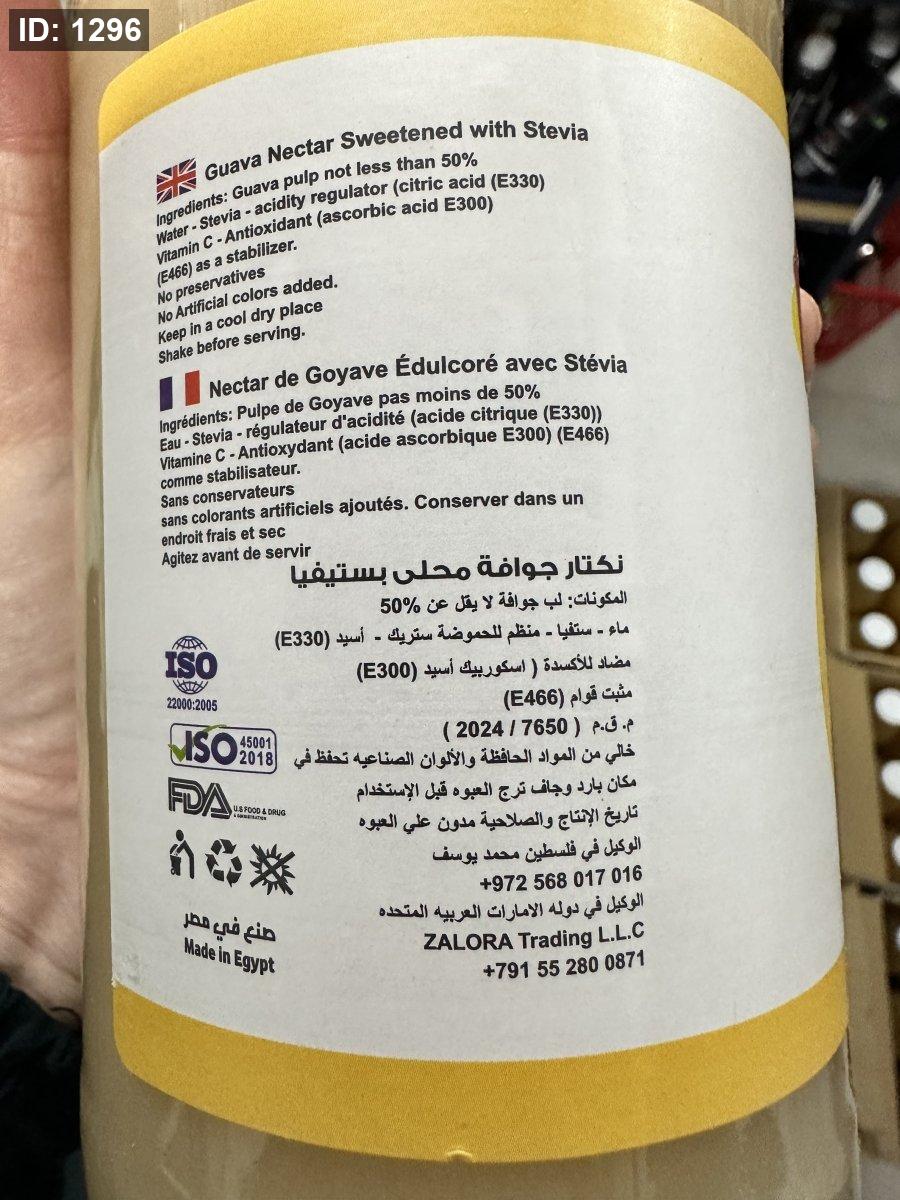 ID: 1296
Guava Nectar Sweetened with Stevia
Ingredients: Guava pulp not less than 50%
Water - Stevia - acidity regulator (citric acid (E330)
Vitamin C - Antioxidant (ascorbic acid E300)
(E466) as a stabilizer.
No preservatives
No Artificial colors added.
Keep in a cool dry place
Shake before serving.
Nectar de Goyave Édulcoré avec Stévia
Ingrédients: Pulpe de Goyave pas moins de 50%
Eau - Stevia - régulateur d'acidité (acide citrique (E330))
Vitamine C - Antioxydant (acide ascorbique E300) (E466)
comme stabilisateur.
Sans conservateurs
sans colorants artificiels ajoutés. Conserver dans un
endroit frais et sec
Agitez avant de servir
نكتار جوافة محلى بستيفيا
المكونات: لب جوافة لا يقل عن 50%
ماء - ستفيا - منظم للحموضة ستريك - أسيد (E330)
مضاد للأكسدة ( اسكوربيك أسيد (E300)
مثبت قوام (E466)
م. ق.م ( 7650 / 2024 )
خالي من المواد الحافظة والألوان الصناعيه تحفظ في
مكان بارد وجاف ترج العبوه قبل الإستخدام
تاريخ الإنتاج والصلاحية مدون علي العبوه
الوكيل في فلسطين محمد يوسف
+972 568 017 016
الوكيل في دوله الامارات العربيه المتحده
ZALORA Trading L.L.C
+791 55 280 0871
ISO
22000:2005
ISO 45001
2018
FDA U.S FOOD & DRUG
ADMINISTRATION
صنع في مصر
Made in Egypt